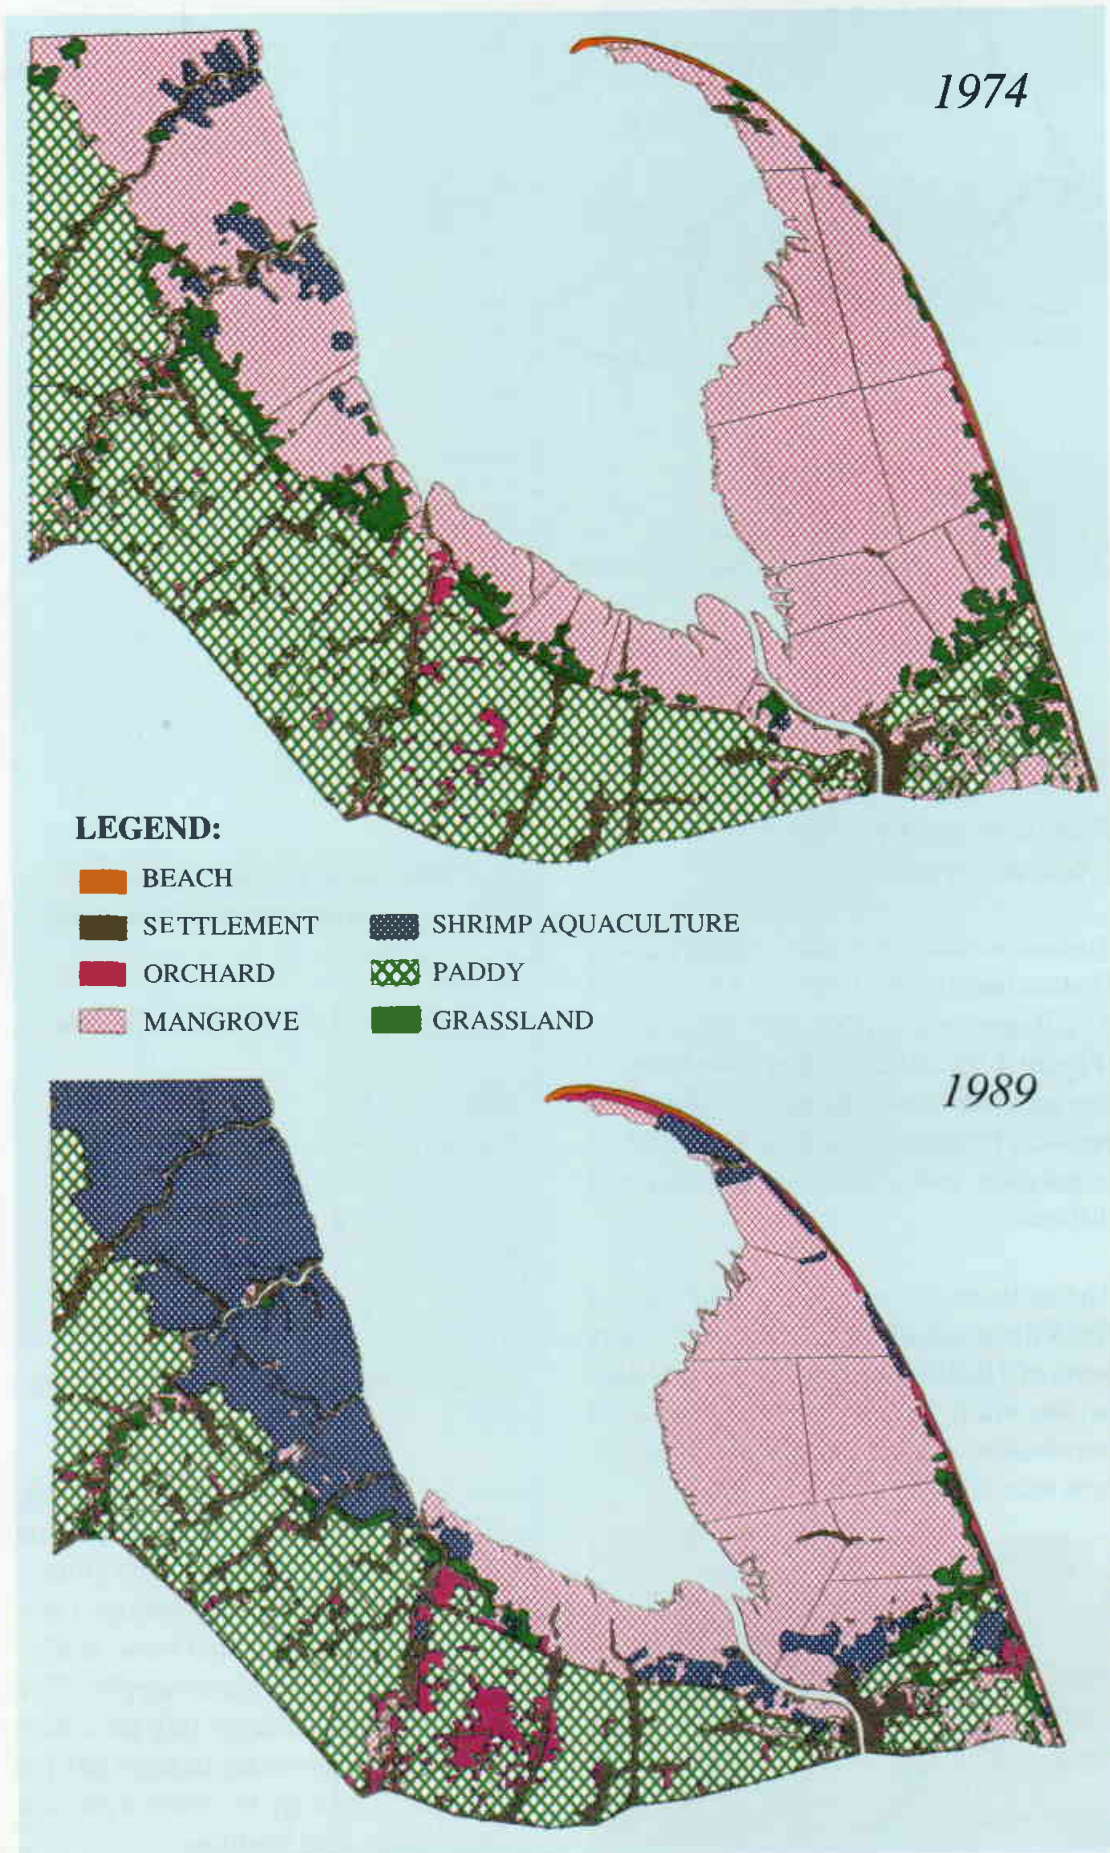 1974
LEGEND:
BEACH
SETTLEMENT
SHRIMP AQUACULTURE
ORCHARD
PADDY
MANGROVE
GRASSLAND
1989